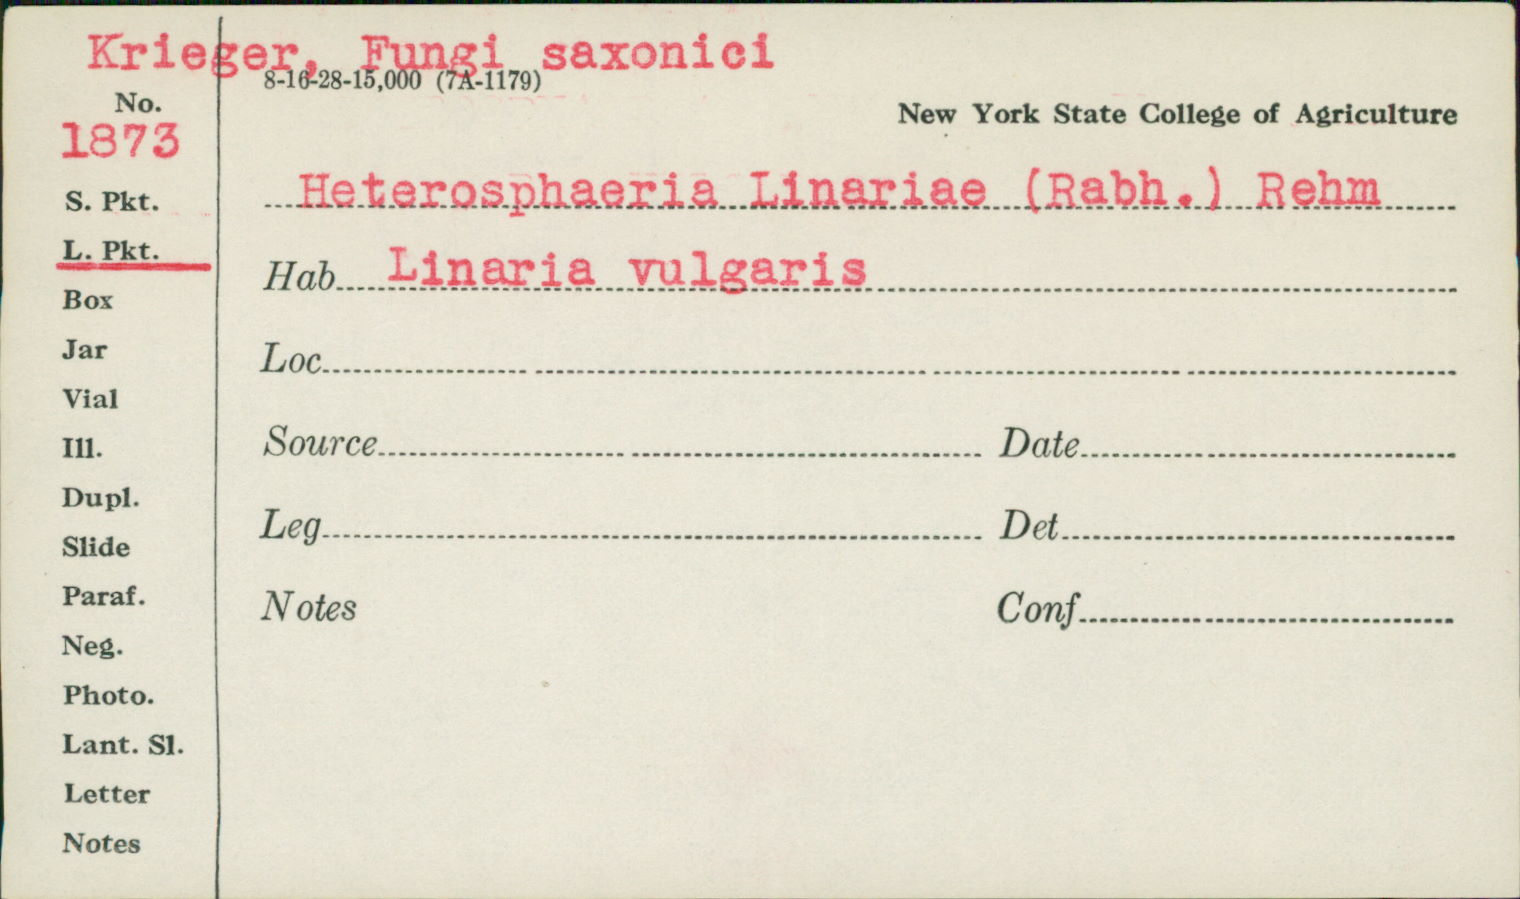 Krieger, Fungi saxonici
8-16-28-15,000 (7A-1179)
No.
New York State College of Agriculture
1873
S. Pkt.
Heterosphaeria Linariae (Rabh.) Rehm
L. Pkt.
Hab Linaria vulgaris
Box
Jar
Loc
Vial
Ill.
Source Date
Dupl.
Slide
Leg Det
Paraf.
Notes Conf
Neg.
Photo.
Lant. Sl.
Letter
Notes